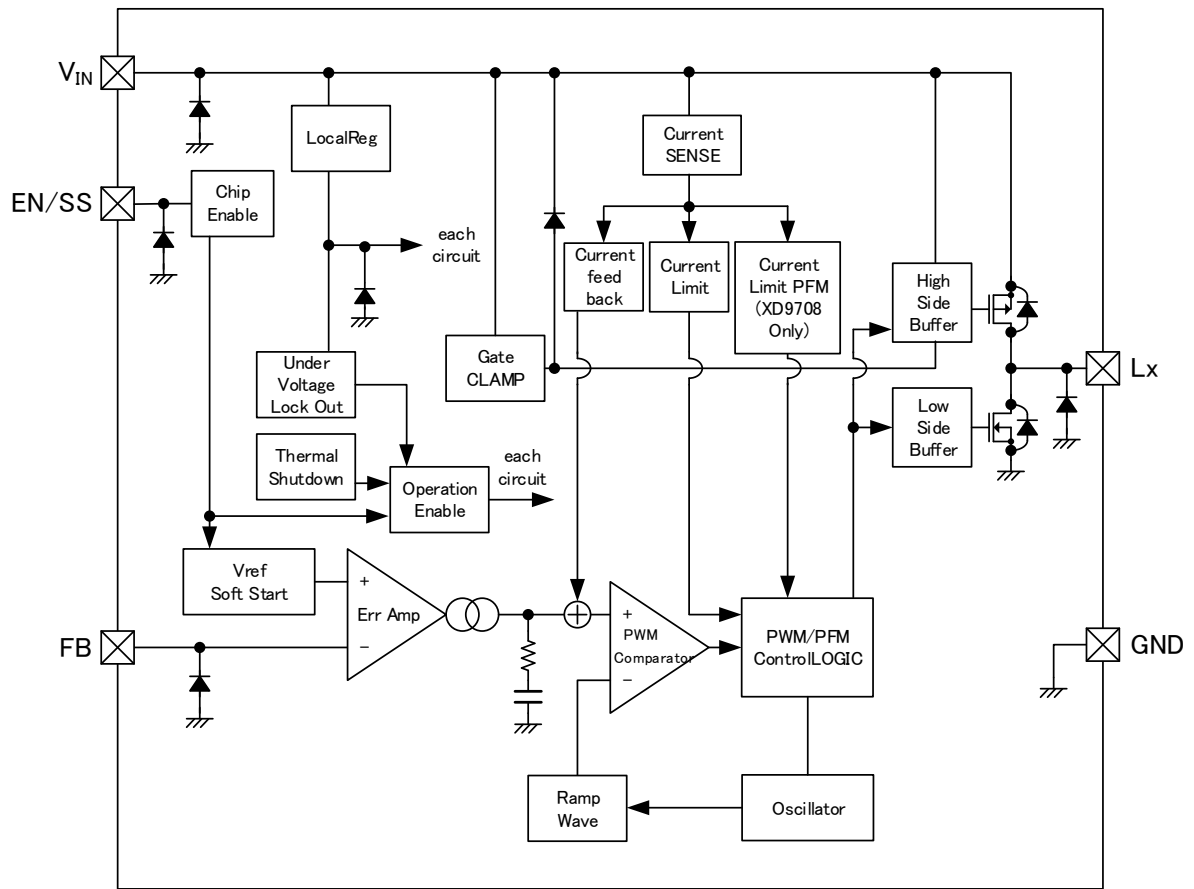 VIN
LocalReg
Current
SENSE
EN/SS
Chip
Enable
each
circuit
Current
feed
back
Current
Limit
Current
Limit PFM
(XD9708
Only)
High
Side
Buffer
Gate
CLAMP
Under
Voltage
Lock Out
Lx
Low
Side
Buffer
Thermal
Shutdown
Operation
Enable
each
circuit
Vref
Soft Start
+
Err Amp
−
+
PWM
Comparator
−
PWM/PFM
ControlLOGIC
FB
GND
Ramp
Wave
Oscillator